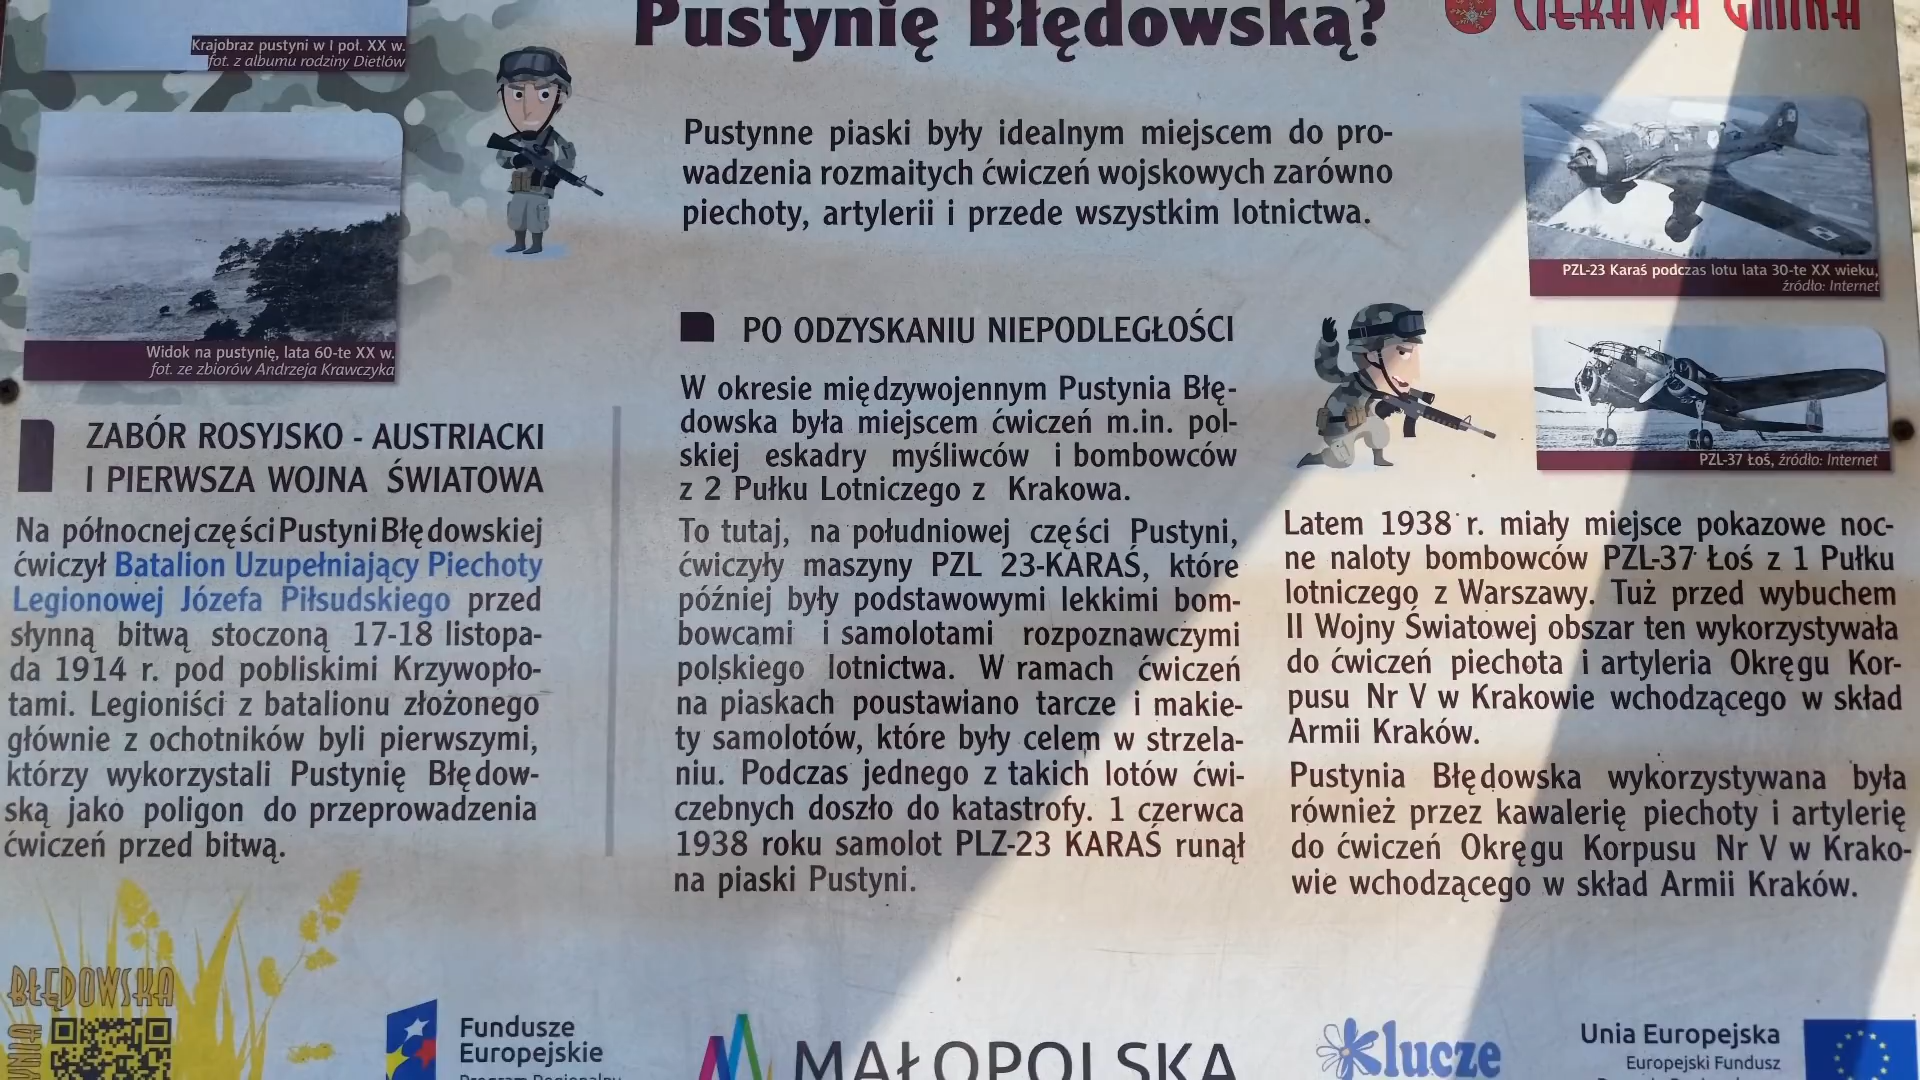 Pustynię Błędowską?
CIEKAWA GMINA
Krajobraz pustyni w I poł. XX w.
fot. z albumu rodziny Dietlów
Pustynne piaski były idealnym miejscem do pro-
wadzenia rozmaitych ćwiczeń wojskowych zarówno
piechoty, artylerii i przede wszystkim lotnictwa.
Widok na pustynię, lata 60-te XX w.
fot. ze zbiorów Andrzeja Krawczyka
ZABÓR ROSYJSKO - AUSTRIACKI
I PIERWSZA WOJNA ŚWIATOWA
Na północnej części Pustyni Błędowskiej
ćwiczył Batalion Uzupełniający Piechoty
Legionowej Józefa Piłsudskiego przed
słynną bitwą stoczoną 17-18 listopa-
da 1914 r. pod pobliskimi Krzywopło-
tami. Legioniści z batalionu złożonego
głównie z ochotników byli pierwszymi,
którzy wykorzystali Pustynię Błędow-
ską jako poligon do przeprowadzenia
ćwiczeń przed bitwą.
PO ODZYSKANIU NIEPODLEGŁOŚCI
W okresie międzywojennym Pustynia Błę-
dowska była miejscem ćwiczeń m.in. pol-
skiej eskadry myśliwców i bombowców
z 2 Pułku Lotniczego z Krakowa.
To tutaj, na południowej części Pustyni,
ćwiczyły maszyny PZL 23-KARAŚ, które
później były podstawowymi lekkimi bom-
bowcami i samolotami rozpoznawczymi
polskiego lotnictwa. W ramach ćwiczeń
na piaskach poustawiano tarcze i makie-
ty samolotów, które były celem w strzela-
niu. Podczas jednego z takich lotów ćwi-
czebnych doszło do katastrofy. 1 czerwca
1938 roku samolot PLZ-23 KARAŚ runął
na piaski Pustyni.
PZL-23 Karaś podczas lotu lata 30-te XX wieku,
źródło: Internet
PZL-37 Łoś, źródło: Internet
Latem 1938 r. miały miejsce pokazowe noc-
ne naloty bombowców PZL-37 Łoś z 1 Pułku
lotniczego z Warszawy. Tuż przed wybuchem
II Wojny Światowej obszar ten wykorzystywała
do ćwiczeń piechota i artyleria Okręgu Kor-
pusu Nr V w Krakowie wchodzącego w skład
Armii Kraków.
Pustynia Błędowska wykorzystywana była
również przez kawalerię piechoty i artylerię
do ćwiczeń Okręgu Korpusu Nr V w Krako-
wie wchodzącego w skład Armii Kraków.
BŁĘDOWSKA
Fundusze
Europejskie
MAŁOPOLSKA
Klucze
Unia Europejska
Europejski Fundusz